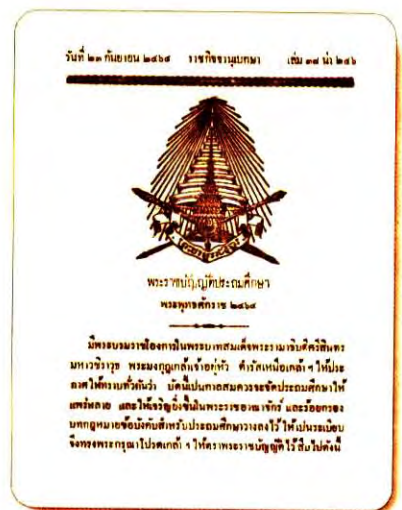 วันที่ ๒๓ กันยายน ๒๔๖๔ ราชกิจจานุเบกษา เล่ม ๓๘ น่า ๒๔๖
พระราชบัญญัติประถมศึกษา
พระพุทธศักราช ๒๔๖๔
มีพระบรมราชโองการในพระบาทสมเด็จพระรามาธิบดีศรีสินทร
มหาวชิราวุธ พระมงกุฎเกล้าเจ้าอยู่หัว ดำรัสเหนือเกล้า ฯ ให้ประ
กาศให้ทราบทั่วกันว่า บัดนี้เปนกาลสมควรจะจัดประถมศึกษาให้
แพร่หลาย และให้เจริญยิ่งขึ้นในพระราชอาณาจักร์ และร้อยกรอง
บทกฎหมายข้อบังคับสำหรับประถมศึกษาวางลงไว้ ให้เปนระเบียบ
จึงทรงพระกรุณาโปรดเกล้า ฯ ให้ตราพระราชบัญญัติไว้ สืบไปดังนี้